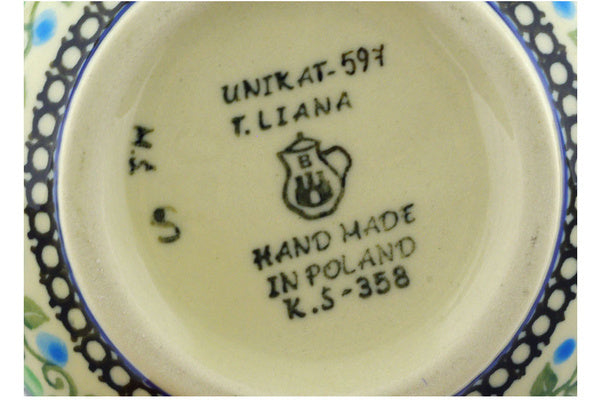 UNIKAT-597
T. LIANA
B
HAND MADE
IN POLAND
K.S-358
M.S
S